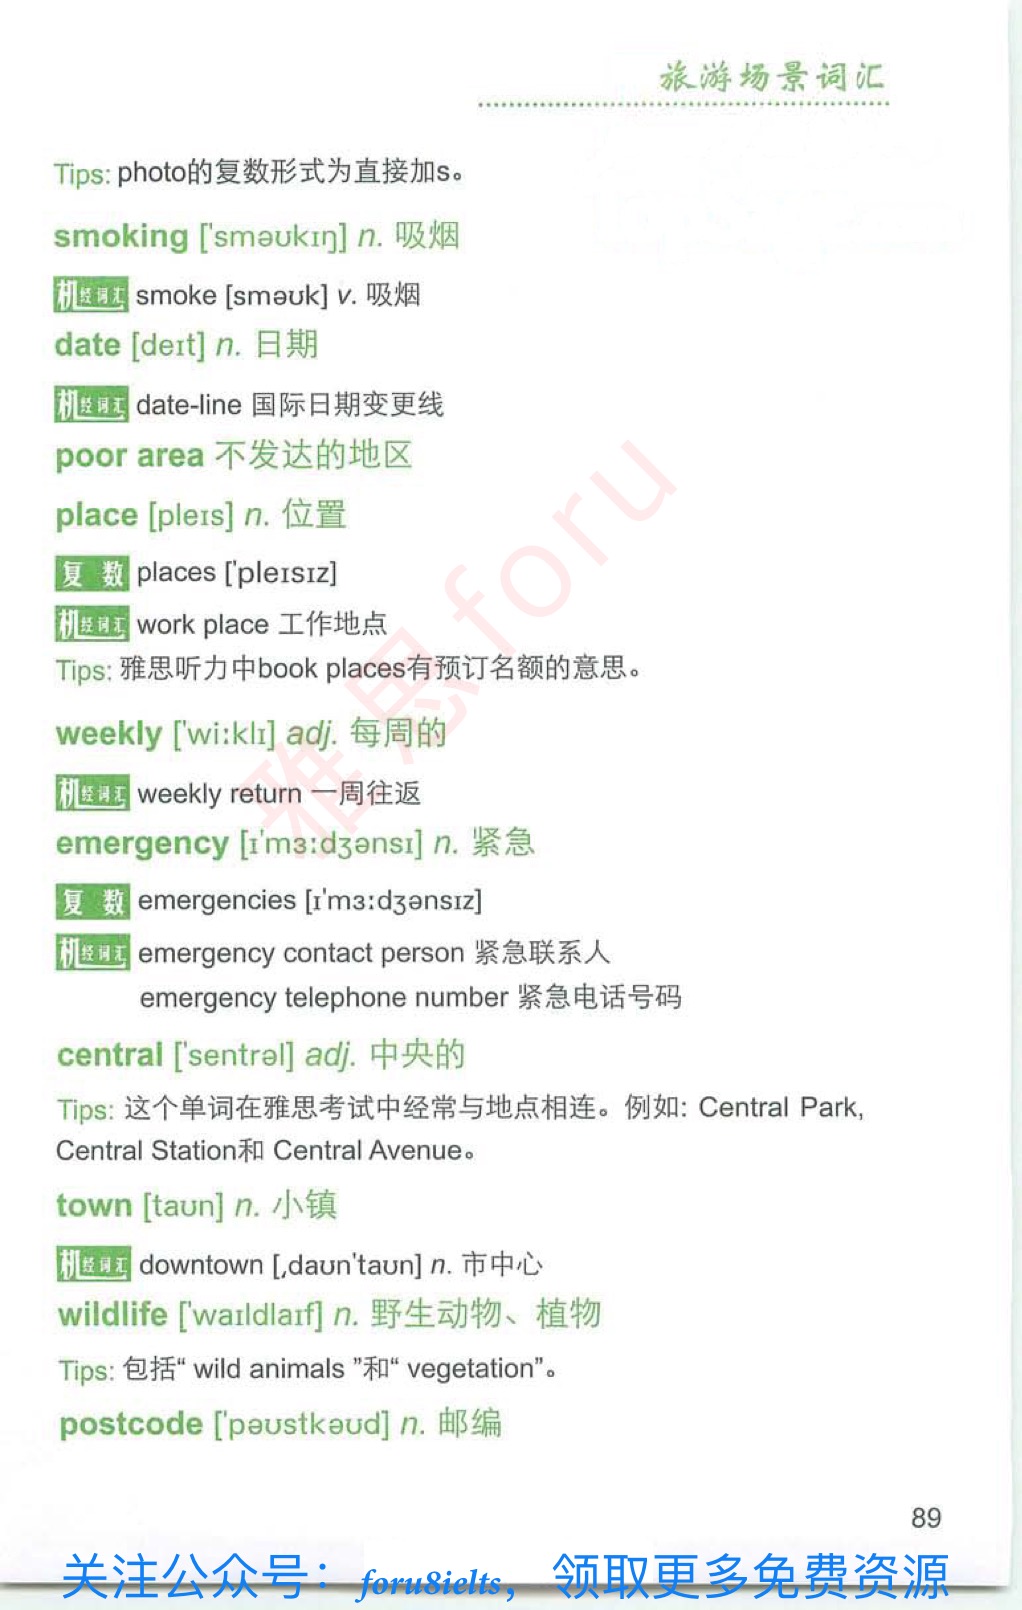 旅游场景词汇
Tips: photo的复数形式为直接加s。
smoking ['sməʊkɪŋ] n. 吸烟
机经词汇 smoke [sməʊk] v. 吸烟
date [deɪt] n. 日期
机经词汇 date-line 国际日期变更线
poor area 不发达的地区
place [pleɪs] n. 位置
复数 places ['pleɪsɪz]
机经词汇 work place 工作地点
Tips: 雅思听力中book places有预订名额的意思。
weekly ['wiːklɪ] adj. 每周的
机经词汇 weekly return 一周往返
emergency [ɪ'mɜːdʒənsɪ] n. 紧急
复数 emergencies [ɪ'mɜːdʒənsɪz]
机经词汇 emergency contact person 紧急联系人
emergency telephone number 紧急电话号码
central ['sentrəl] adj. 中央的
Tips: 这个单词在雅思考试中经常与地点相连。例如: Central Park,
Central Station和 Central Avenue。
town [taʊn] n. 小镇
机经词汇 downtown [ˌdaʊn'taʊn] n. 市中心
wildlife ['waɪldlaɪf] n. 野生动物、植物
Tips: 包括“ wild animals ”和“ vegetation”。
postcode ['pəʊstkəʊd] n. 邮编
雅思foru
89
关注公众号：foru8ielts，领取更多免费资源